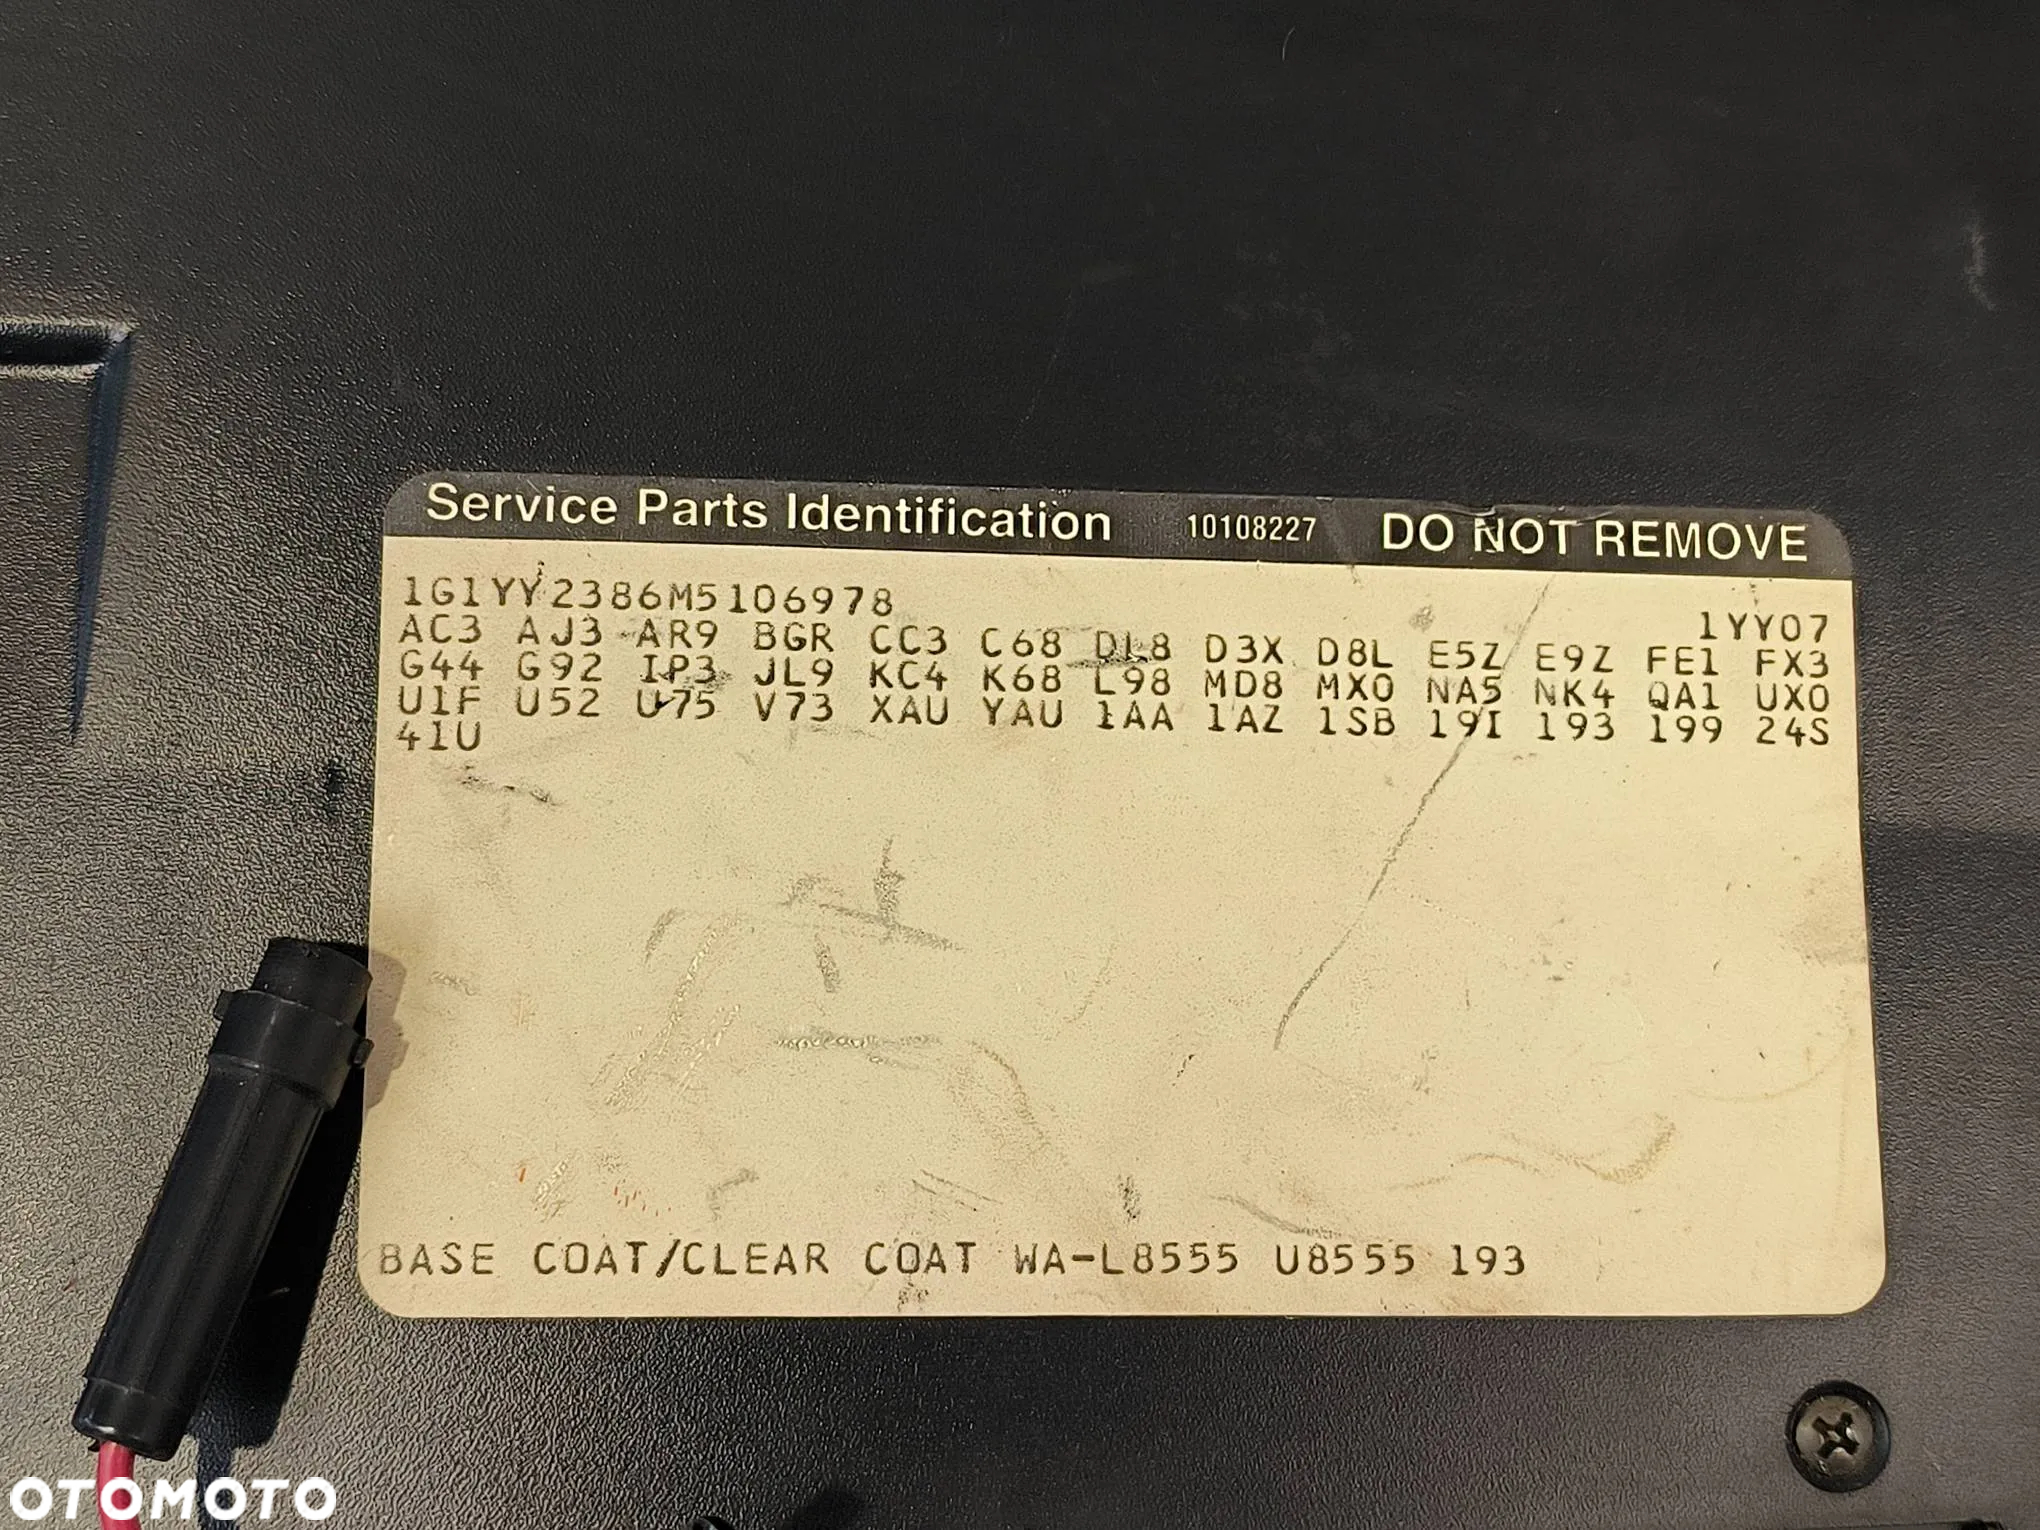 Service Parts Identification 10108227 DO NOT REMOVE
1G1YY2386M5106978 1YY07
AC3 AJ3 AR9 BGR CC3 C68 DL8 D3X D8L E5Z E9Z FE1 FX3
G44 G92 IP3 JL9 KC4 K68 L98 MD8 MX0 NA5 NK4 QA1 UX0
U1F U52 U75 V73 XAU YAU 1AA 1AZ 1SB 19I 193 199 24S
41U
BASE COAT/CLEAR COAT WA-L8555 U8555 193
OTOMOTO